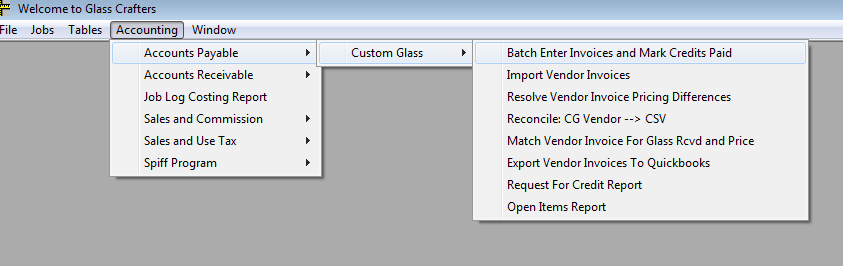 Welcome to Glass Crafters
File Jobs Tables Accounting Window
Accounts Payable
Accounts Receivable
Job Log Costing Report
Sales and Commission
Sales and Use Tax
Spiff Program
Custom Glass
Batch Enter Invoices and Mark Credits Paid
Import Vendor Invoices
Resolve Vendor Invoice Pricing Differences
Reconcile: CG Vendor --> CSV
Match Vendor Invoice For Glass Rcvd and Price
Export Vendor Invoices To Quickbooks
Request For Credit Report
Open Items Report